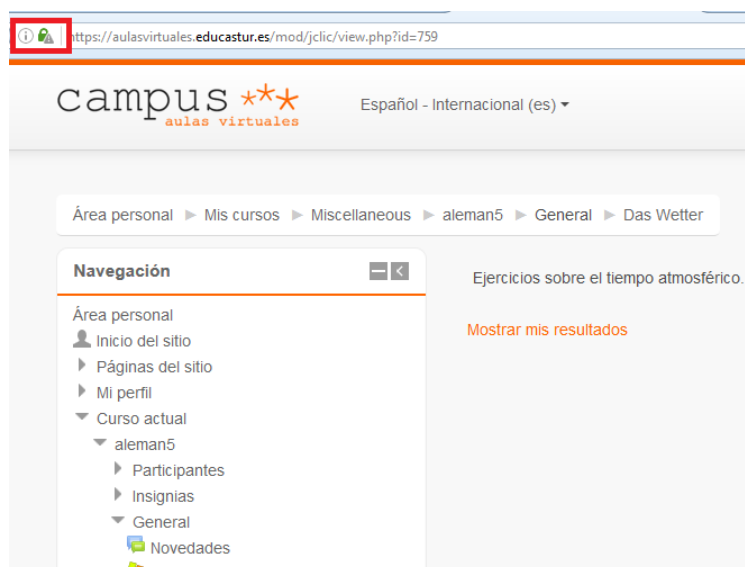 https://aulasvirtuales.educastur.es/mod/jclic/view.php?id=759
campus
aulas virtuales
Español - Internacional (es)
Área personal Mis cursos Miscellaneous aleman5 General Das Wetter
Navegación
Área personal
Inicio del sitio
Páginas del sitio
Mi perfil
Curso actual
aleman5
Participantes
Insignias
General
Novedades
Ejercicios sobre el tiempo atmosférico.
Mostrar mis resultados